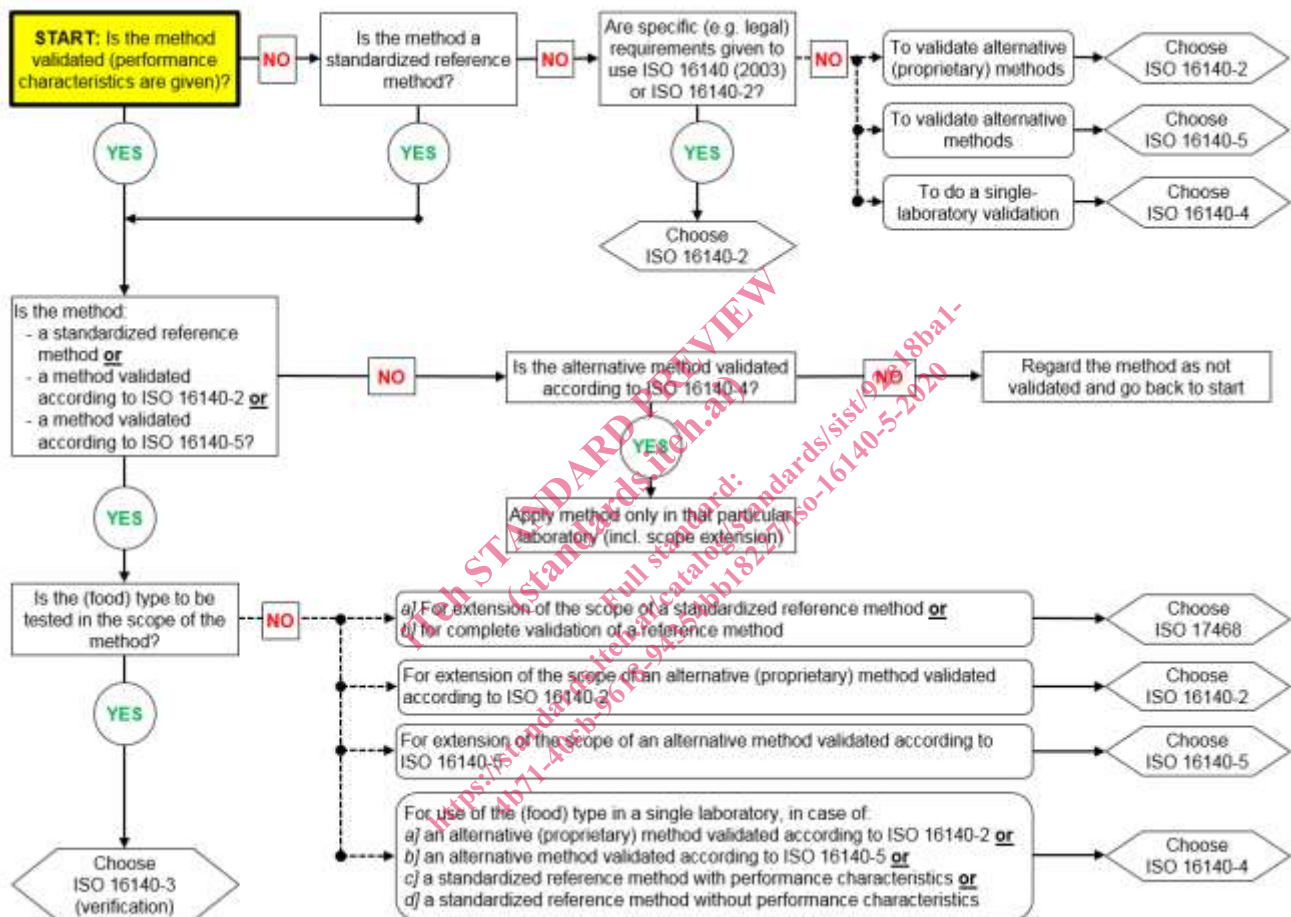 START: Is the method
validated (performance
characteristics are given)?
NO
Is the method a
standardized reference
method?
NO
Are specific (e.g. legal)
requirements given to
use ISO 16140 (2003)
or ISO 16140-2?
NO
To validate alternative
(proprietary) methods
Choose
ISO 16140-2
To validate alternative
methods
Choose
ISO 16140-5
To do a single-
laboratory validation
Choose
ISO 16140-4
YES
YES
YES
Choose
ISO 16140-2
Is the method:
- a standardized reference
method or
- a method validated
according to ISO 16140-2 or
- a method validated
according to ISO 16140-5?
NO
Is the alternative method validated
according to ISO 16140-4?
NO
Regard the method as not
validated and go back to start
YES
YES
Apply method only in that particular
laboratory (incl. scope extension)
Is the (food) type to be
tested in the scope of the
method?
NO
a] For extension of the scope of a standardized reference method or
b] for complete validation of a reference method
Choose
ISO 17468
For extension of the scope of an alternative (proprietary) method validated
according to ISO 16140-2
Choose
ISO 16140-2
For extension of the scope of an alternative method validated according to
ISO 16140-5
Choose
ISO 16140-5
For use of the (food) type in a single laboratory, in case of:
a] an alternative (proprietary) method validated according to ISO 16140-2 or
b] an alternative method validated according to ISO 16140-5 or
c] a standardized reference method with performance characteristics or
d] a standardized reference method without performance characteristics
Choose
ISO 16140-4
YES
Choose
ISO 16140-3
(verification)
iTeh STANDARD PREVIEW
(standards.iteh.ai)
Full standard: